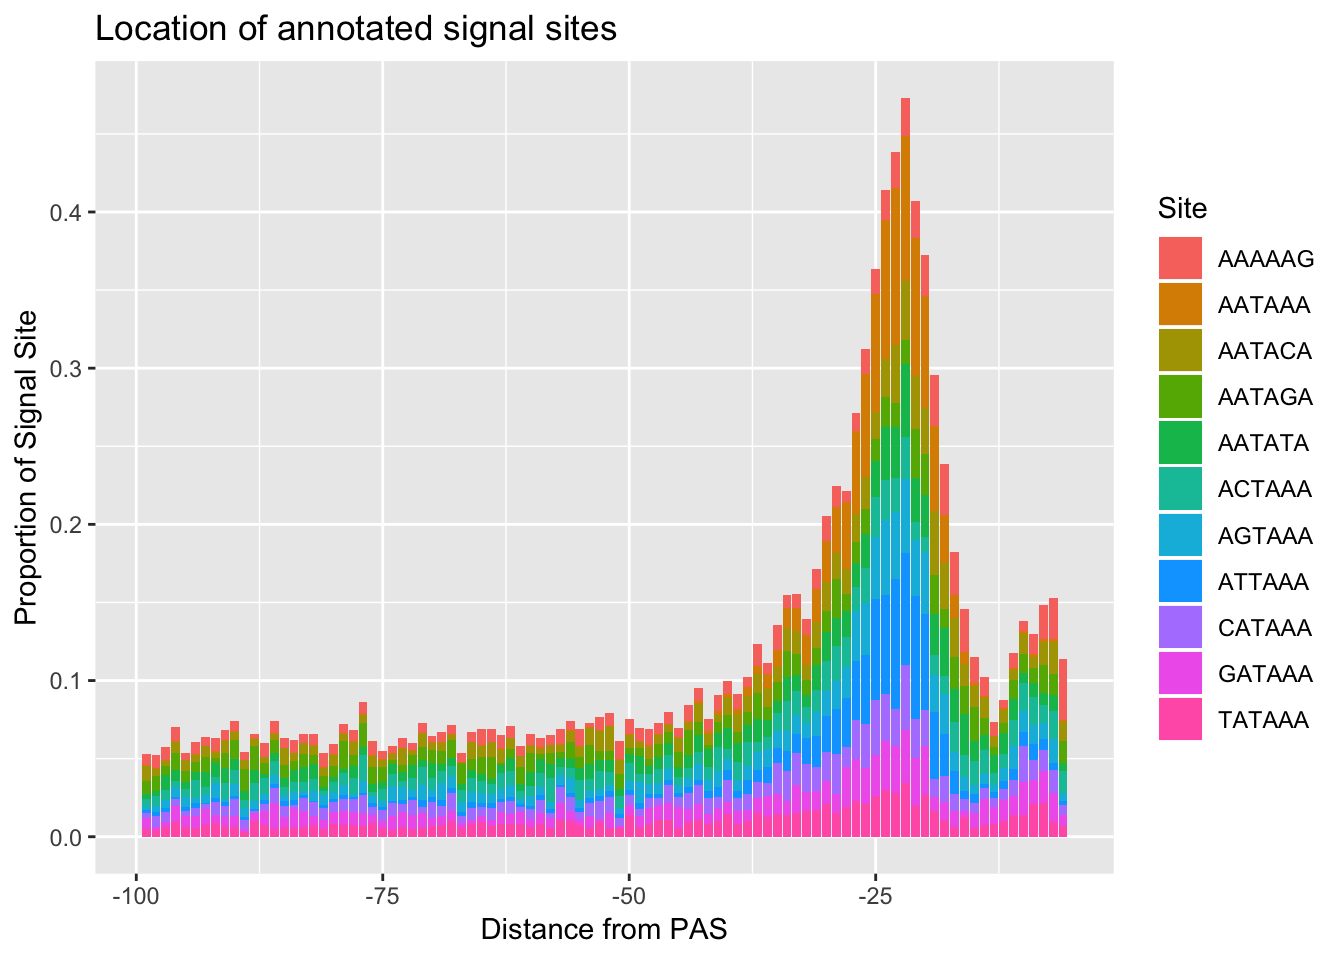 Location of annotated signal sites
Proportion of Signal Site
0.4
0.3
0.2
0.1
0.0
-100
-75
-50
-25
Distance from PAS
Site
AAAAAG
AATAAA
AATACA
AATAGA
AATATA
ACTAAA
AGTAAA
ATTAAA
CATAAA
GATAAA
TATAAA